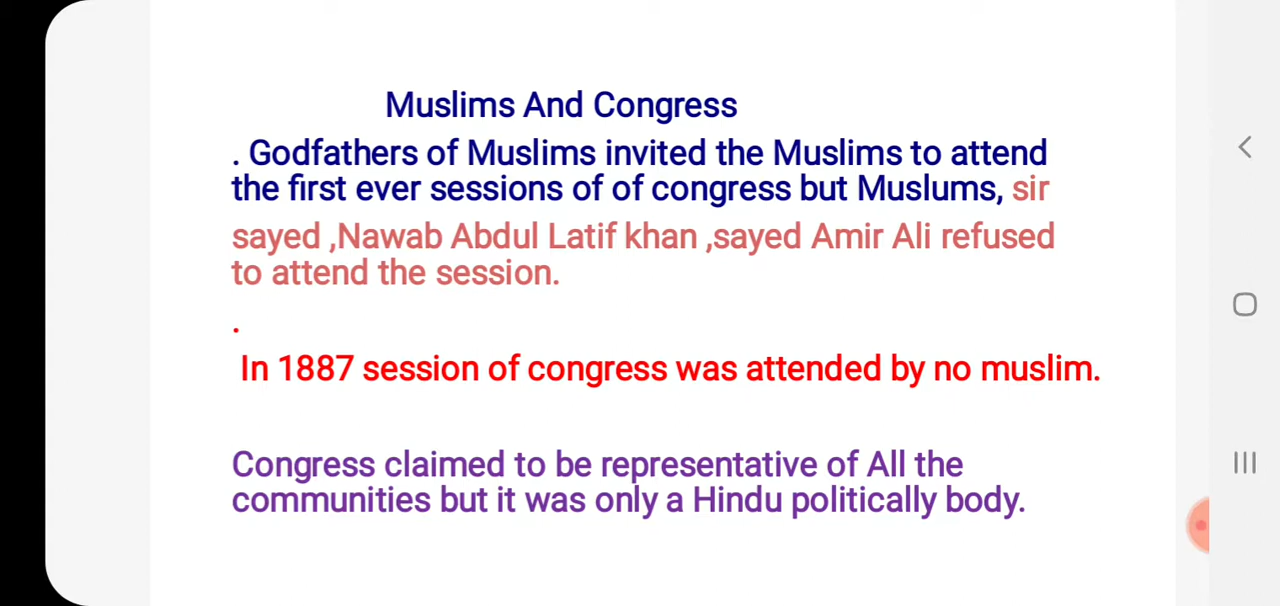 Muslims And Congress
. Godfathers of Muslims invited the Muslims to attend
the first ever sessions of of congress but Muslums, sir
sayed ,Nawab Abdul Latif khan ,sayed Amir Ali refused
to attend the session.
.
In 1887 session of congress was attended by no muslim.
Congress claimed to be representative of All the
communities but it was only a Hindu politically body.